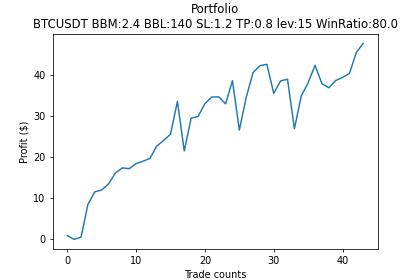 Portfolio
BTCUSDT BBM:2.4 BBL:140 SL:1.2 TP:0.8 lev:15 WinRatio:80.0
40
30
20
10
0
Profit ($)
0 10 20 30 40
Trade counts